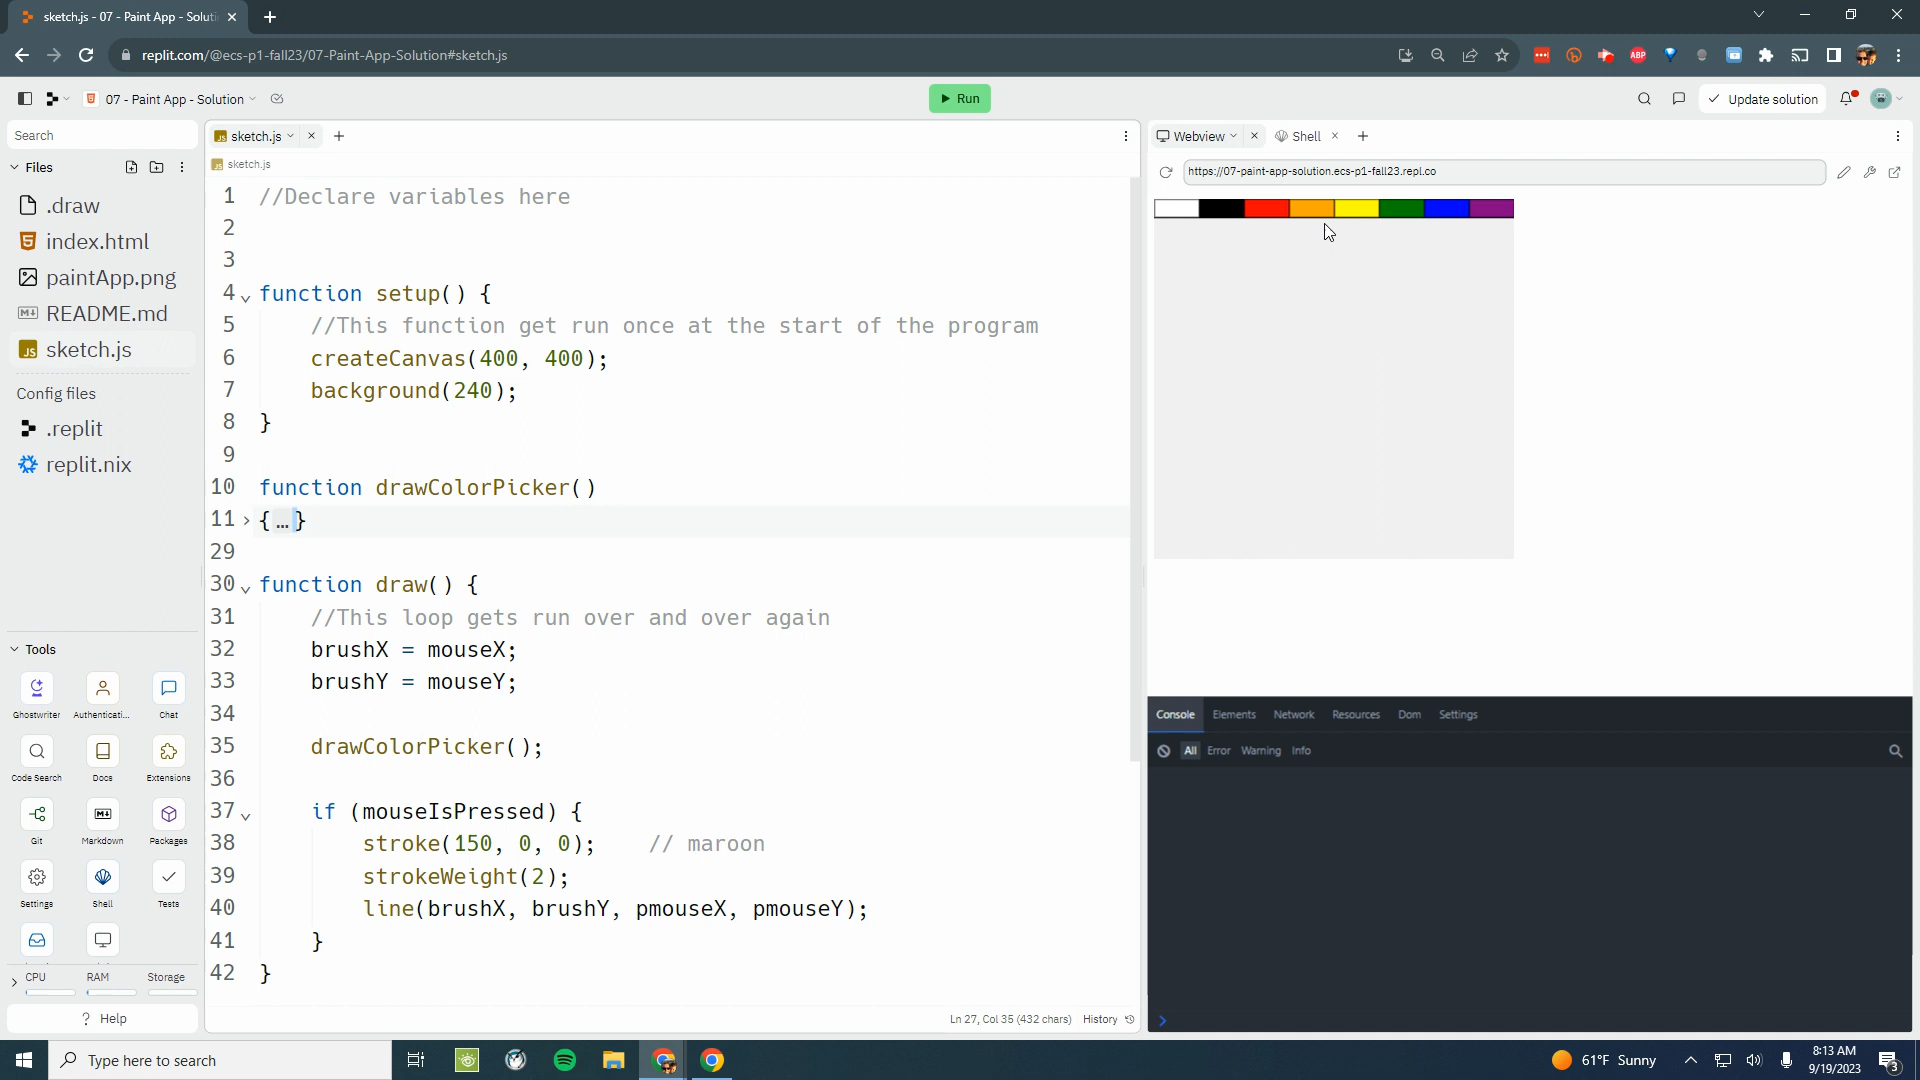 sketch.js - 07 - Paint App - Soluti
replit.com/@ecs-p1-fall23/07-Paint-App-Solution#sketch.js
ABP
07 - Paint App - Solution
Run
Update solution
Search
Files
.draw
index.html
paintApp.png
README.md
sketch.js
Config files
.replit
replit.nix
Tools
Ghostwriter
Authenticati...
Chat
Code Search
Docs
Extensions
Git
Markdown
Packages
Settings
Shell
Tests
CPU
RAM
Storage
? Help
sketch.js
sketch.js
1 //Declare variables here
2
3
4 function setup() {
5 //This function get run once at the start of the program
6 createCanvas(400, 400);
7 background(240);
8 }
9
10 function drawColorPicker()
11 {…}
29
30 function draw() {
31 //This loop gets run over and over again
32 brushX = mouseX;
33 brushY = mouseY;
34
35 drawColorPicker();
36
37 if (mouseIsPressed) {
38 stroke(150, 0, 0); // maroon
39 strokeWeight(2);
40 line(brushX, brushY, pmouseX, pmouseY);
41 }
42 }
Ln 27, Col 35 (432 chars) History
Webview
Shell
https://07-paint-app-solution.ecs-p1-fall23.repl.co
Console Elements Network Resources Dom Settings
All Error Warning Info
Type here to search
61°F Sunny
8:13 AM
9/19/2023
3